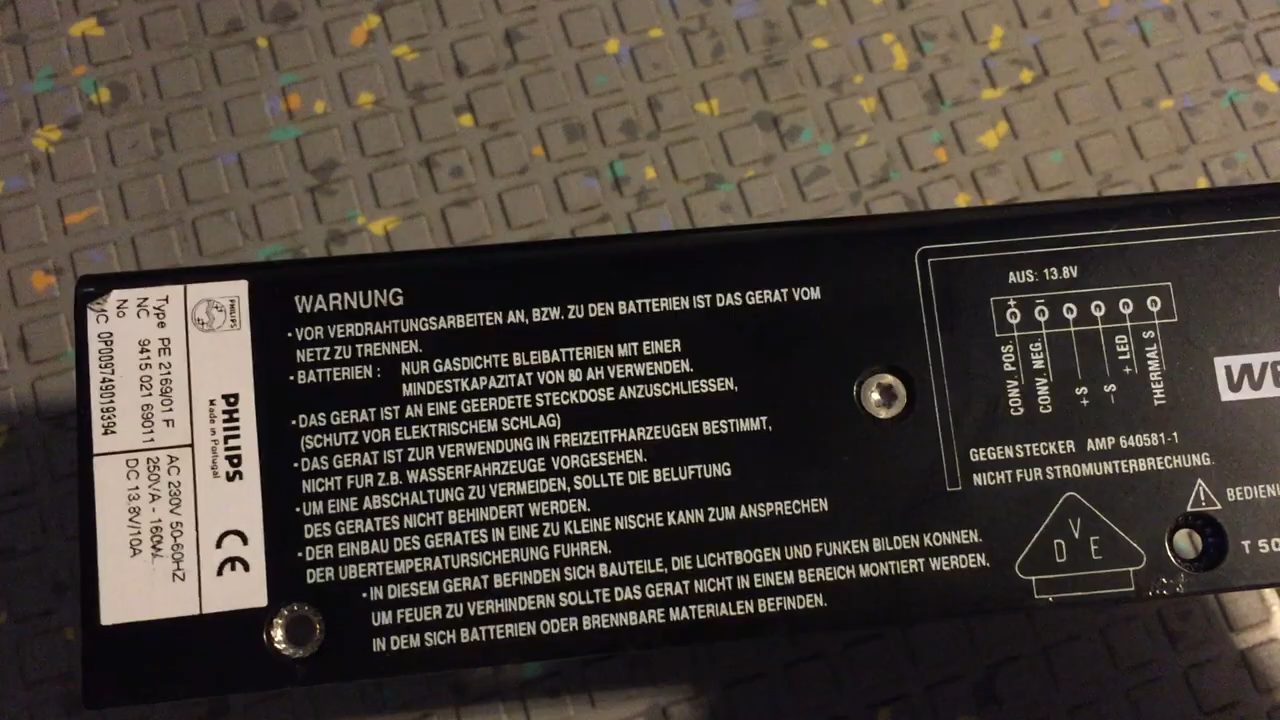 PHILIPS
PHILIPS
Made in Portugal
CE
Type PE 2169/01 F
NC 9415 021 69011
No
0P009749019394
AC 230V 50-60HZ
250VA - 160W
DC 13.8V/10A
WARNUNG
• VOR VERDRAHTUNGSARBEITEN AN, BZW. ZU DEN BATTERIEN IST DAS GERAT VOM
NETZ ZU TRENNEN.
• BATTERIEN : NUR GASDICHTE BLEIBATTERIEN MIT EINER
MINDESTKAPAZITAT VON 80 AH VERWENDEN.
• DAS GERAT IST AN EINE GEERDETE STECKDOSE ANZUSCHLIESSEN,
(SCHUTZ VOR ELEKTRISCHEM SCHLAG)
• DAS GERAT IST ZUR VERWENDUNG IN FREIZEITFHARZEUGEN BESTIMMT,
NICHT FUR Z.B. WASSERFAHRZEUGE VORGESEHEN.
• UM EINE ABSCHALTUNG ZU VERMEIDEN, SOLLTE DIE BELUFTUNG
DES GERATES NICHT BEHINDERT WERDEN.
• DER EINBAU DES GERATES IN EINE ZU KLEINE NISCHE KANN ZUM ANSPRECHEN
DER UBERTEMPERATURSICHERUNG FUHREN.
• IN DIESEM GERAT BEFINDEN SICH BAUTEILE, DIE LICHTBOGEN UND FUNKEN BILDEN KONNEN.
UM FEUER ZU VERHINDERN SOLLTE DAS GERAT NICHT IN EINEM BEREICH MONTIERT WERDEN,
IN DEM SICH BATTERIEN ODER BRENNBARE MATERIALEN BEFINDEN.
AUS: 13.8V
+ -
CONV. POS.
CONV. NEG.
+S
-S
+ LED
THERMAL S
GEGENSTECKER AMP 640581-1
NICHT FUR STROMUNTERBRECHUNG.
VDE
WE
BEDIEN
T 50